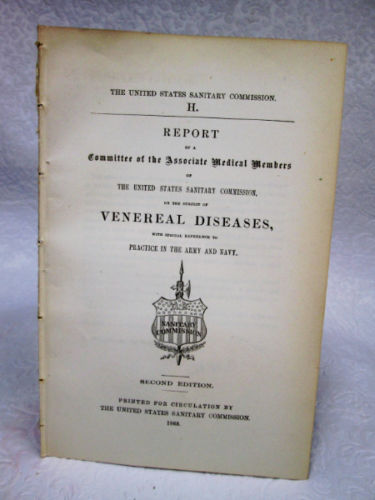 THE UNITED STATES SANITARY COMMISSION.
H.
REPORT
OF A
Committee of the Associate Medical Members
OF
THE UNITED STATES SANITARY COMMISSION,
ON THE SUBJECT OF
VENEREAL DISEASES,
WITH SPECIAL REFERENCE TO
PRACTICE IN THE ARMY AND NAVY.
SANITARY
COMMISSION
SECOND EDITION.
PRINTED FOR CIRCULATION BY
THE UNITED STATES SANITARY COMMISSION.